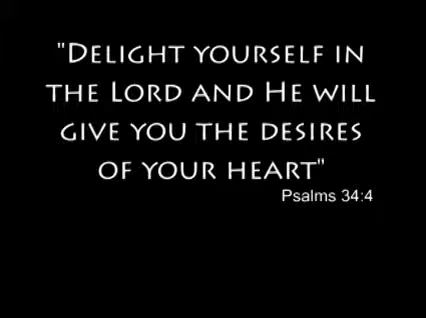 "Delight yourself in
the Lord and He will
give you the desires
of your heart"
Psalms 34:4